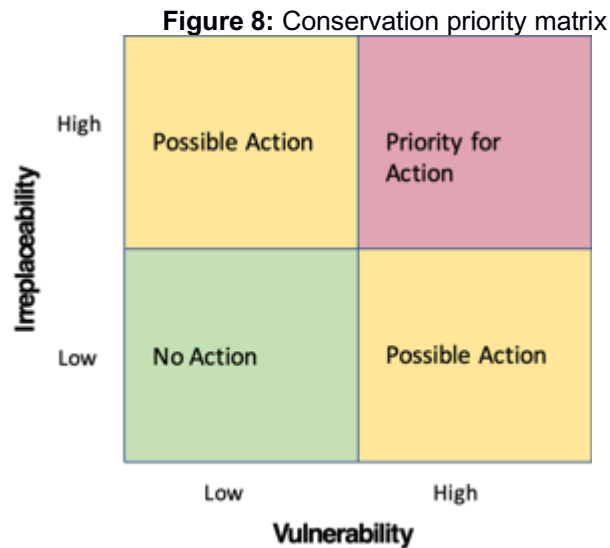 Figure 8: Conservation priority matrix
High
Possible Action
Priority for
Action
Irreplaceability
Low
No Action
Possible Action
Low
High
Vulnerability